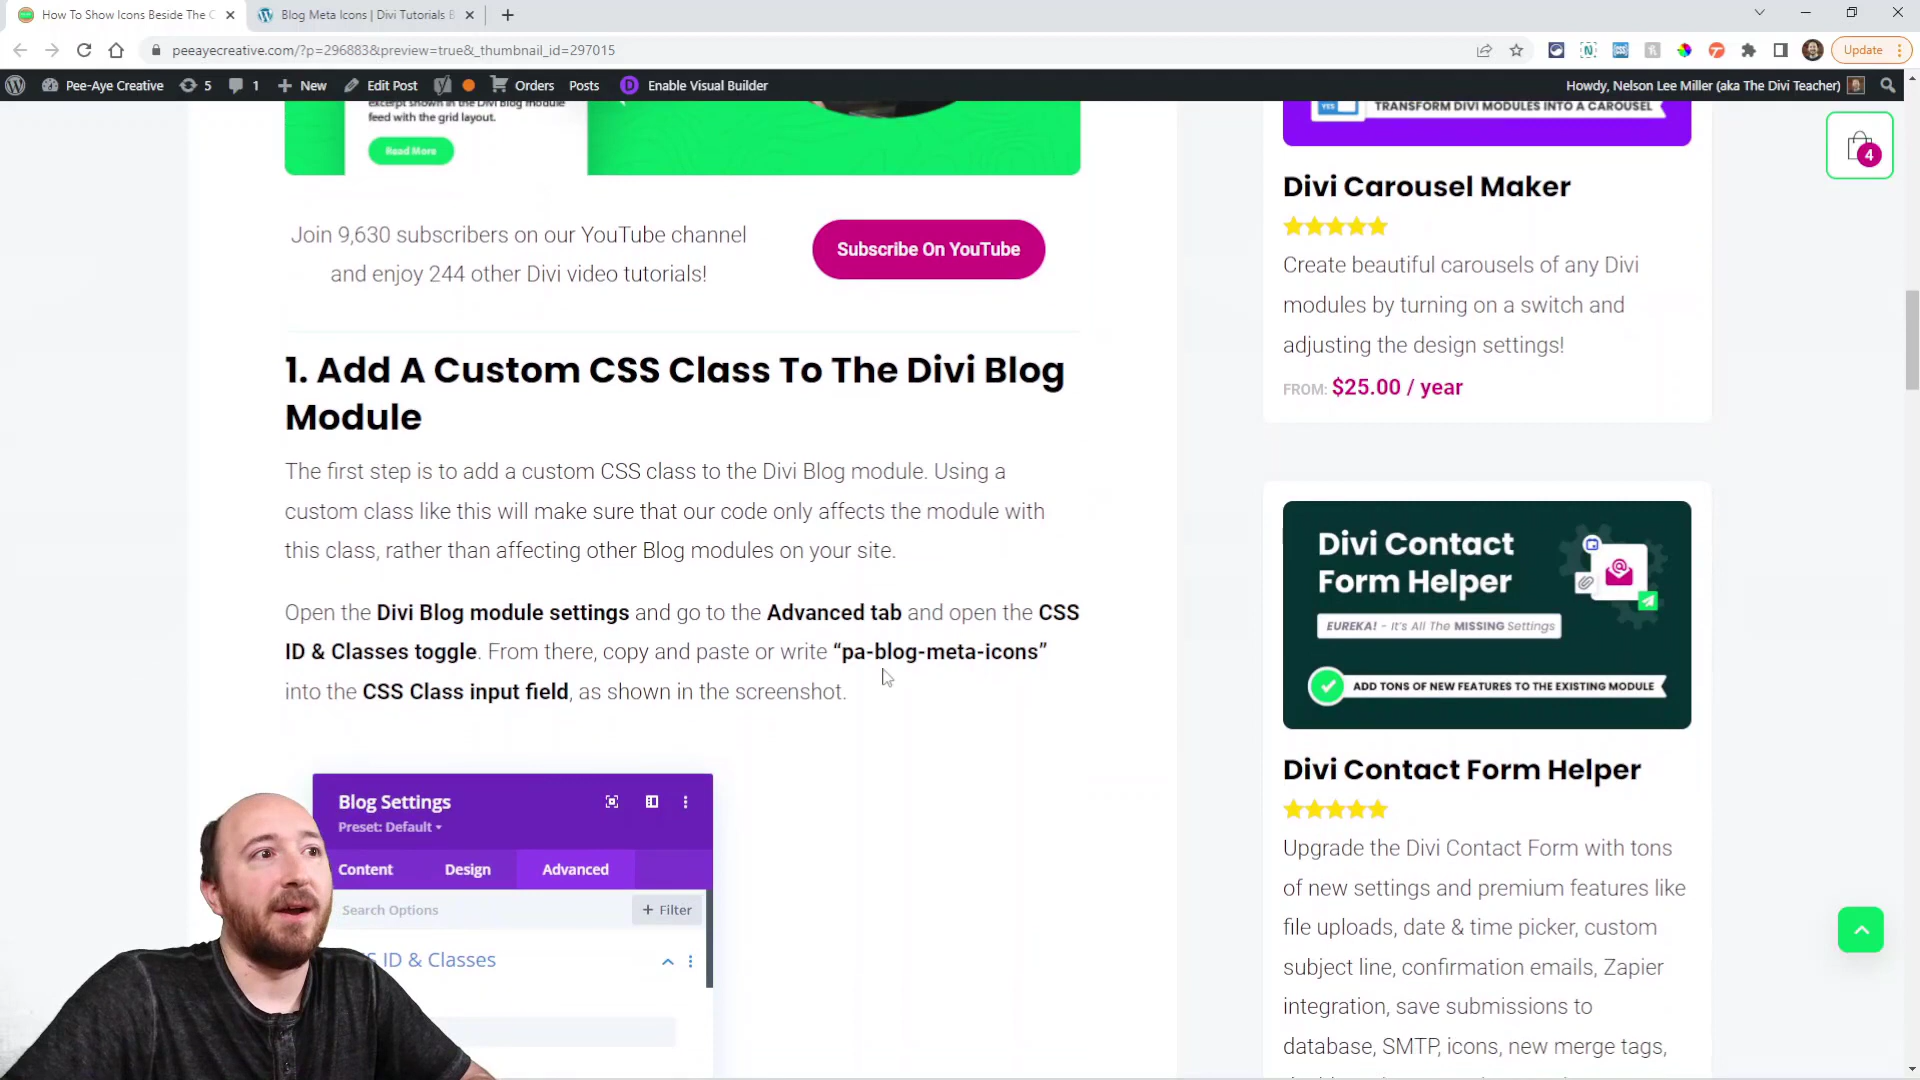 How To Show Icons Beside The C
Blog Meta Icons | Divi Tutorials B
peeayecreative.com/?p=296883&preview=true&_thumbnail_id=297015
Update
Pee-Aye Creative
5
1
New
Edit Post
Orders
Posts
Enable Visual Builder
Howdy, Nelson Lee Miller (aka The Divi Teacher)
excerpt shown in the Divi Blog module
feed with the grid layout.
Read More
Join 9,630 subscribers on our YouTube channel
and enjoy 244 other Divi video tutorials!
Subscribe On YouTube
1. Add A Custom CSS Class To The Divi Blog
Module
The first step is to add a custom CSS class to the Divi Blog module. Using a
custom class like this will make sure that our code only affects the module with
this class, rather than affecting other Blog modules on your site.
Open the Divi Blog module settings and go to the Advanced tab and open the CSS
ID & Classes toggle. From there, copy and paste or write “pa-blog-meta-icons”
into the CSS Class input field, as shown in the screenshot.
Blog Settings
Preset: Default
Content
Design
Advanced
Search Options
+ Filter
ID & Classes
YES
TRANSFORM DIVI MODULES INTO A CAROUSEL
4
Divi Carousel Maker
Create beautiful carousels of any Divi
modules by turning on a switch and
adjusting the design settings!
FROM: $25.00 / year
Divi Contact
Form Helper
EUREKA! - It's All The MISSING Settings
ADD TONS OF NEW FEATURES TO THE EXISTING MODULE
Divi Contact Form Helper
Upgrade the Divi Contact Form with tons
of new settings and premium features like
file uploads, date & time picker, custom
subject line, confirmation emails, Zapier
integration, save submissions to
database, SMTP, icons, new merge tags,